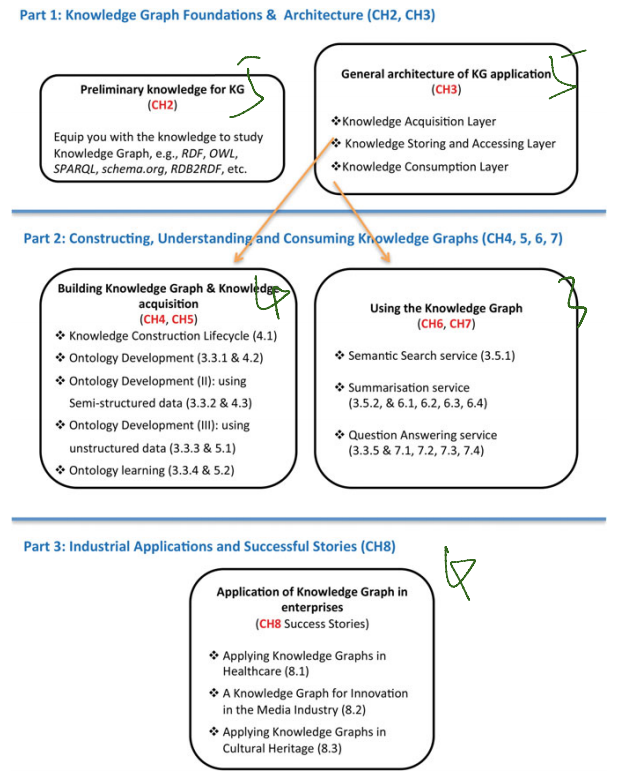 Part 1: Knowledge Graph Foundations & Architecture (CH2, CH3)
Preliminary knowledge for KG
(CH2)
Equip you with the knowledge to study
Knowledge Graph, e.g., RDF, OWL,
SPARQL, schema.org, RDB2RDF, etc.
5
General architecture of KG application
(CH3)
❖Knowledge Acquisition Layer
❖ Knowledge Storing and Accessing Layer
❖Knowledge Consumption Layer
5
Part 2: Constructing, Understanding and Consuming Knowledge Graphs (CH4, 5, 6, 7)
Building Knowledge Graph & Knowledge
acquisition
(CH4, CH5)
❖ Knowledge Construction Lifecycle (4.1)
❖ Ontology Development (3.3.1 & 4.2)
❖ Ontology Development (II): using
Semi-structured data (3.3.2 & 4.3)
❖ Ontology Development (III): using
unstructured data (3.3.3 & 5.1)
❖ Ontology learning (3.3.4 & 5.2)
4
Using the Knowledge Graph
(CH6, CH7)
❖ Semantic Search service (3.5.1)
❖ Summarisation service
(3.5.2, & 6.1, 6.2, 6.3, 6.4)
❖ Question Answering service
(3.3.5 & 7.1, 7.2, 7.3, 7.4)
3
Part 3: Industrial Applications and Successful Stories (CH8)
4
Application of Knowledge Graph in
enterprises
(CH8 Success Stories)
❖ Applying Knowledge Graphs in
Healthcare (8.1)
❖ A Knowledge Graph for Innovation
in the Media Industry (8.2)
❖ Applying Knowledge Graphs in
Cultural Heritage (8.3)